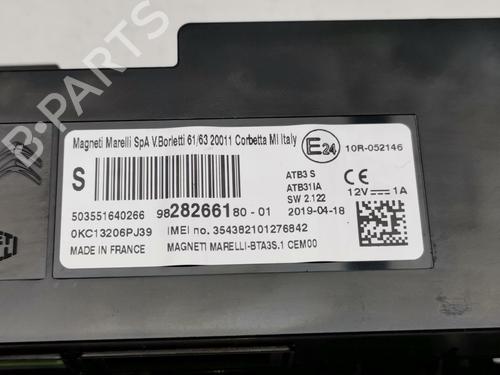 Magneti Marelli SpA V.Borletti 61/63 20011 Corbetta MI Italy
S
E24
10R-052146
ATB3 S
ATB31IA
SW 2.122
2019-04-18
CE
12V 1A
503551640266
9828266180-01
0KC13206PJ39
IMEI no. 354382101276842
MADE IN FRANCE
MAGNETI MARELLI-BTA3S.1 CEM00
B-PARTS